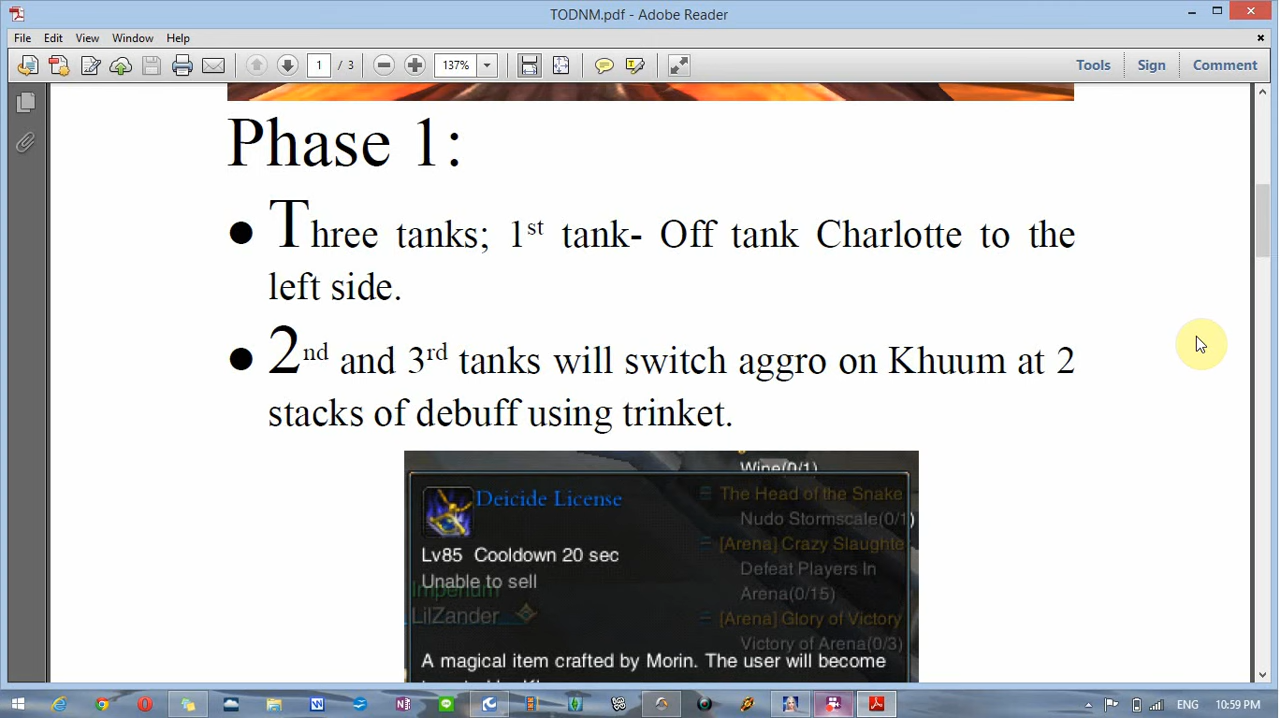 TODNM.pdf - Adobe Reader
File Edit View Window Help
1 / 3 137% Tools Sign Comment
Phase 1:
● Three tanks; 1st tank- Off tank Charlotte to the
left side.
● 2nd and 3rd tanks will switch aggro on Khuum at 2
stacks of debuff using trinket.
Wine(0/1)
Deicide License
The Head of the Snake
Nudo Stormscale(0/1)
Lv85 Cooldown 20 sec
[Arena] Crazy Slaughte
Unable to sell
Defeat Players In
Imperium
Arena(0/15)
LilZander
[Arena] Glory of Victory
Victory of Arena(0/3)
A magical item crafted by Morin. The user will become
ENG 10:59 PM